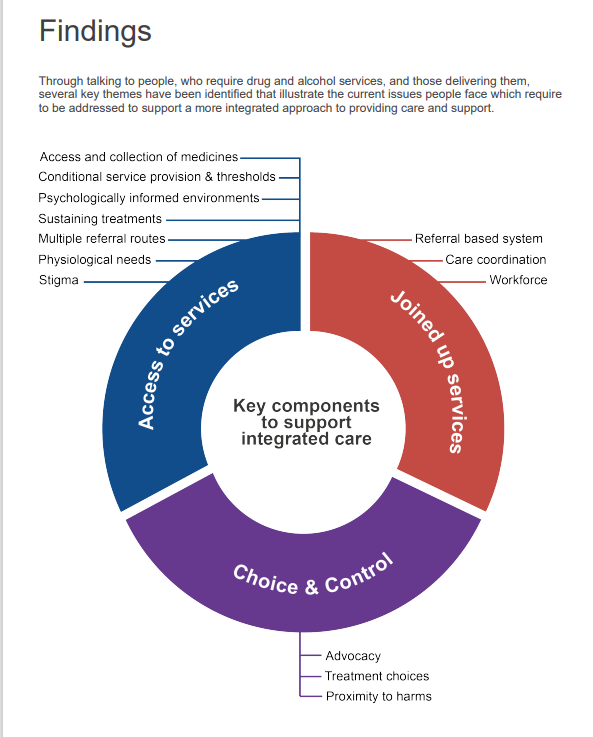 Findings
Through talking to people, who require drug and alcohol services, and those delivering them,
several key themes have been identified that illustrate the current issues people face which require
to be addressed to support a more integrated approach to providing care and support.
Access and collection of medicines
Conditional service provision & thresholds
Psychologically informed environments
Sustaining treatments
Multiple referral routes
Physiological needs
Stigma
Referral based system
Care coordination
Workforce
Access to services
Joined up services
Key components
to support
integrated care
Choice & Control
Advocacy
Treatment choices
Proximity to harms